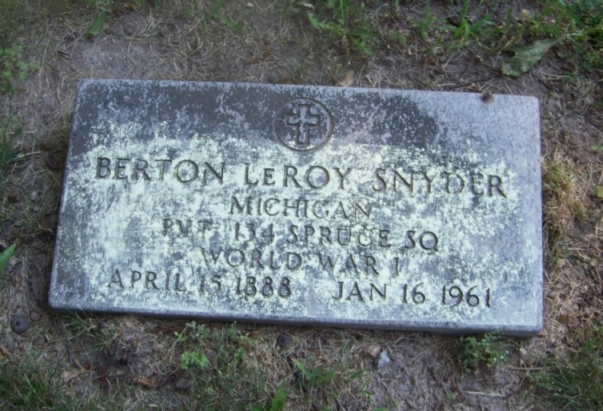 BERTON LEROY SNYDER
MICHIGAN
PVT 134 SPRUCE SQ
WORLD WAR I
APRIL 15 1888 JAN 16 1961